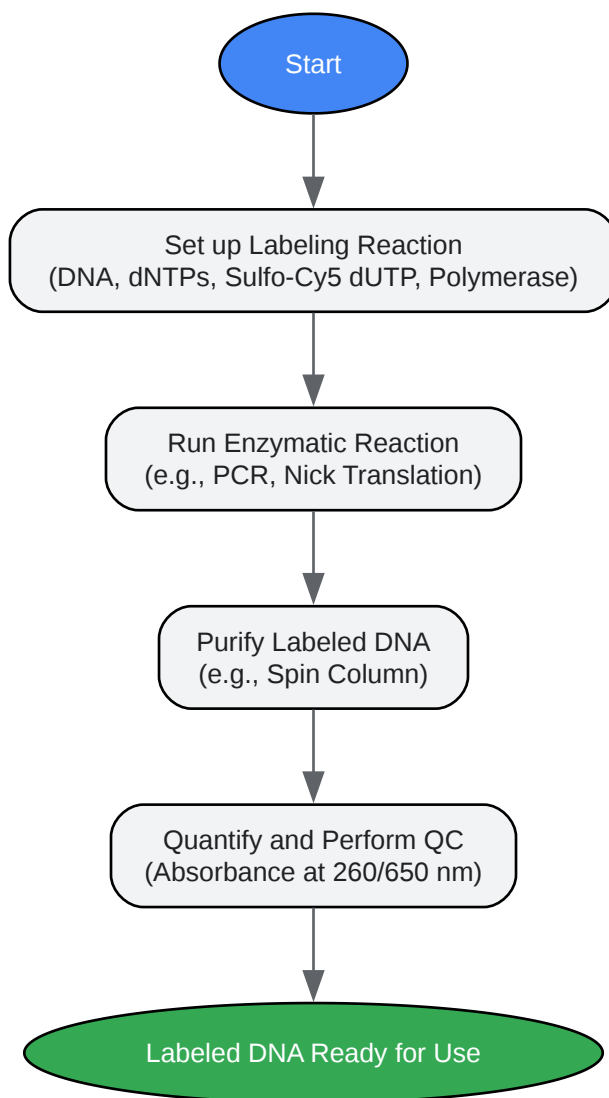 Start
Set up Labeling Reaction
(DNA, dNTPs, Sulfo-Cy5 dUTP, Polymerase)
Run Enzymatic Reaction
(e.g., PCR, Nick Translation)
Purify Labeled DNA
(e.g., Spin Column)
Quantify and Perform QC
(Absorbance at 260/650 nm)
Labeled DNA Ready for Use